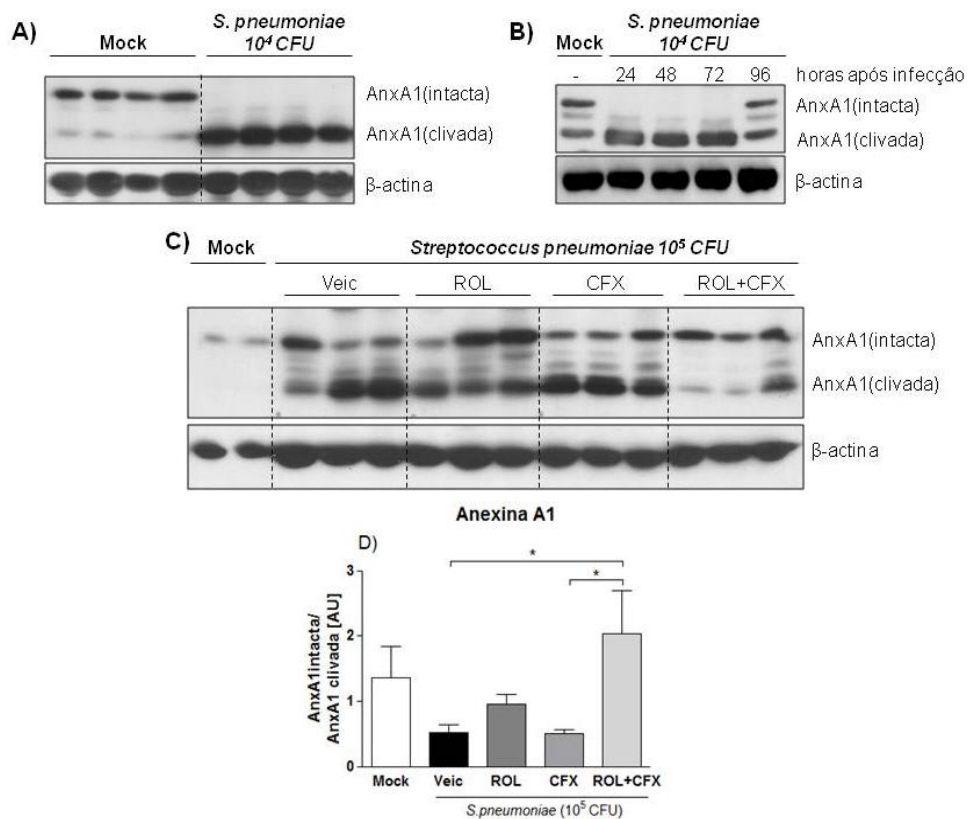 A)
Mock
S. pneumoniae
10⁴ CFU
AnxA1(intacta)
AnxA1(clivada)
β-actina
B)
Mock
S. pneumoniae
10⁴ CFU
- 24 48 72 96 horas após infecção
AnxA1(intacta)
AnxA1(clivada)
β-actina
C)
Mock
Streptococcus pneumoniae 10⁵ CFU
Veic ROL CFX ROL+CFX
AnxA1(intacta)
AnxA1(clivada)
β-actina
Anexina A1
D)
* *
AnxA1intacta/
AnxA1 clivada [AU]
3
2
1
0
Mock Veic ROL CFX ROL+CFX
S.pneumoniae (10⁵ CFU)